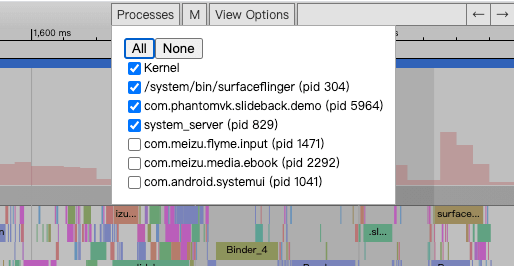 Processes M View Options ← →
1,600 ms
All None
Kernel
/system/bin/surfaceflinger (pid 304)
com.phantomvk.slideback.demo (pid 5964)
system_server (pid 829)
com.meizu.flyme.input (pid 1471)
com.meizu.media.ebook (pid 2292)
com.android.systemui (pid 1041)
izu... surface...
n .sl...
Binder_4